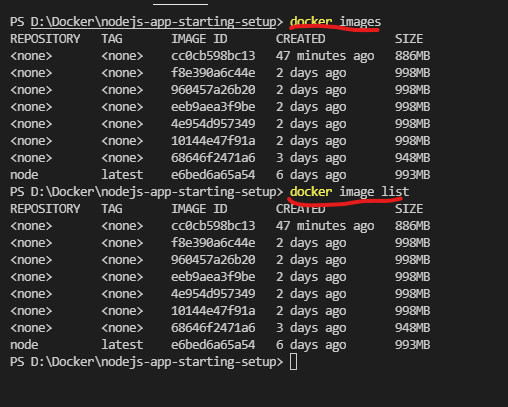 PS D:\Docker\nodejs-app-starting-setup> docker images
REPOSITORY TAG IMAGE ID CREATED SIZE
<none> <none> cc0cb598bc13 47 minutes ago 886MB
<none> <none> f8e390a6c44e 2 days ago 998MB
<none> <none> 960457a26b20 2 days ago 998MB
<none> <none> eeb9aea3f9be 2 days ago 998MB
<none> <none> 4e954d957349 2 days ago 998MB
<none> <none> 10144e47f91a 2 days ago 998MB
<none> <none> 68646f2471a6 3 days ago 948MB
node latest e6bed6a65a54 6 days ago 993MB
PS D:\Docker\nodejs-app-starting-setup> docker image list
REPOSITORY TAG IMAGE ID CREATED SIZE
<none> <none> cc0cb598bc13 47 minutes ago 886MB
<none> <none> f8e390a6c44e 2 days ago 998MB
<none> <none> 960457a26b20 2 days ago 998MB
<none> <none> eeb9aea3f9be 2 days ago 998MB
<none> <none> 4e954d957349 2 days ago 998MB
<none> <none> 10144e47f91a 2 days ago 998MB
<none> <none> 68646f2471a6 3 days ago 948MB
node latest e6bed6a65a54 6 days ago 993MB
PS D:\Docker\nodejs-app-starting-setup>